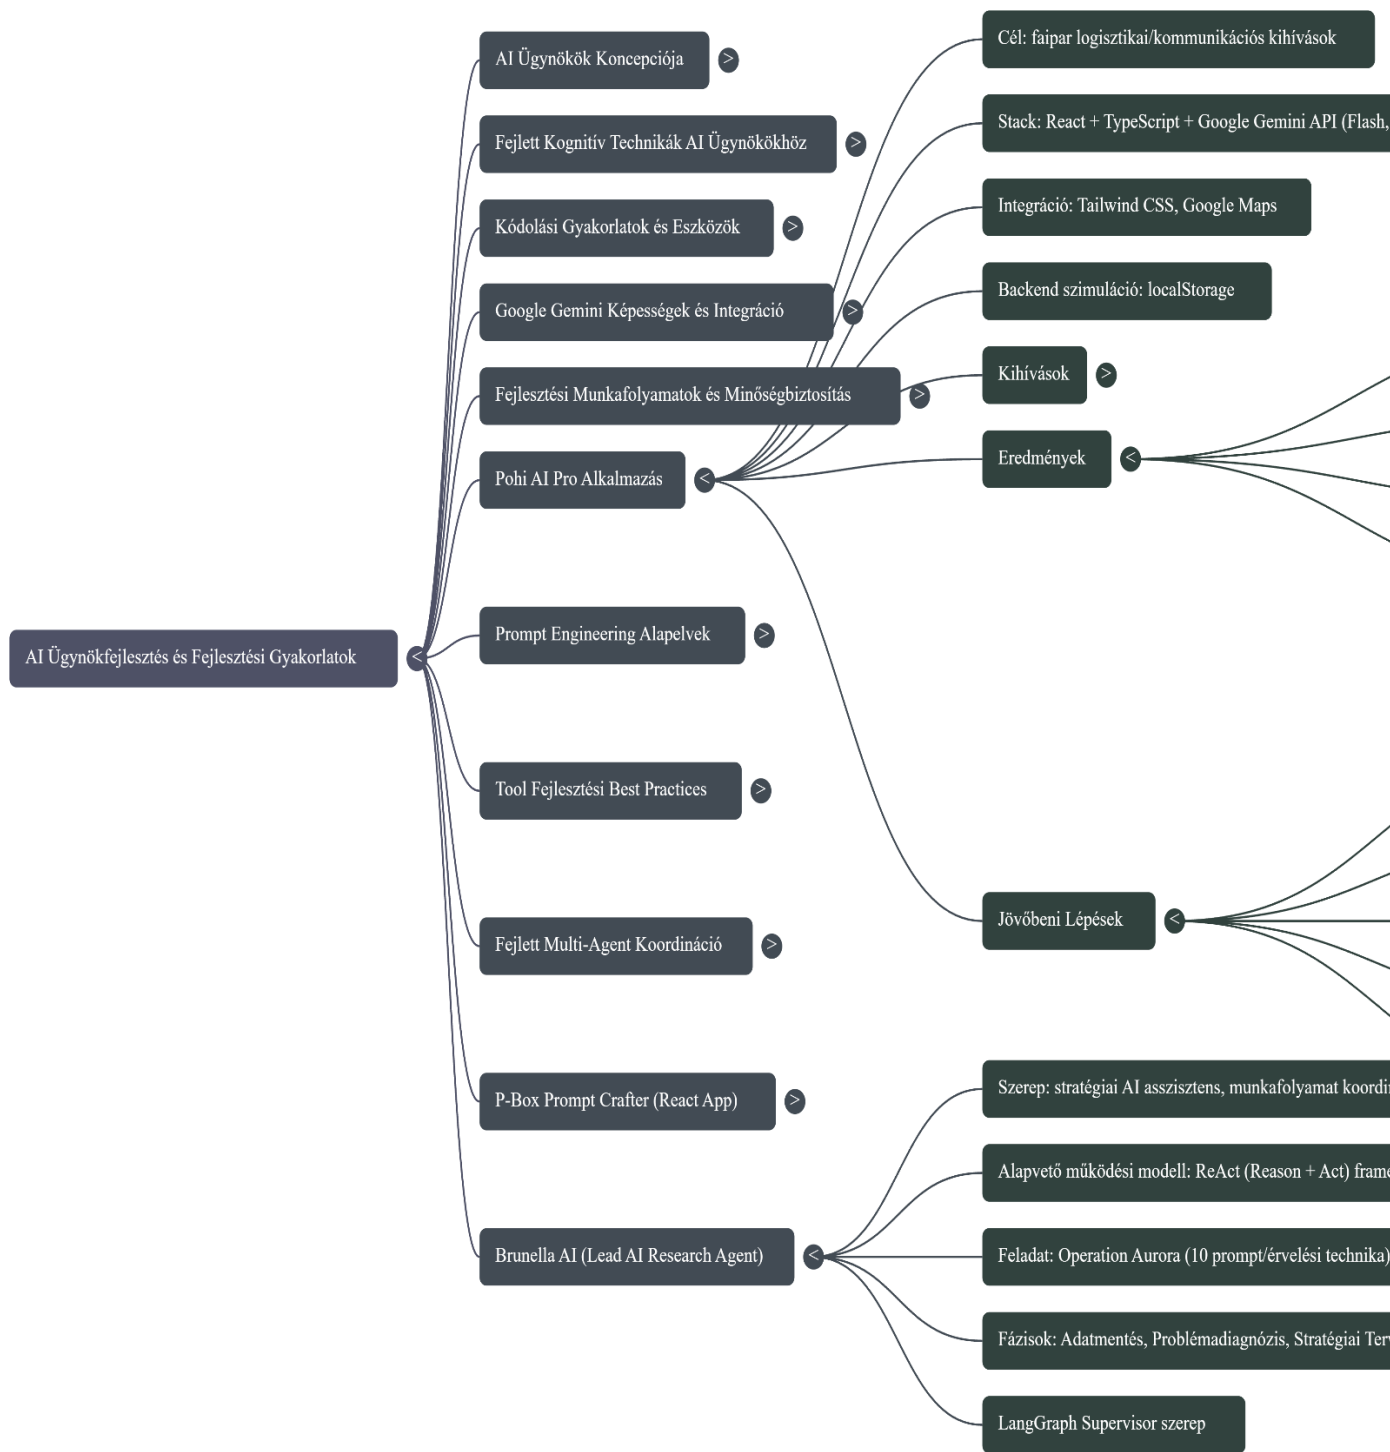 AI Ügynökfejlesztés és Fejlesztési Gyakorlatok
<
AI Ügynökök Koncepciója
>
Fejlett Kognitív Technikák AI Ügynökökhöz
>
Kódolási Gyakorlatok és Eszközök
>
Google Gemini Képességek és Integráció
>
Fejlesztési Munkafolyamatok és Minőségbiztosítás
>
Pohi AI Pro Alkalmazás
<
Cél: faipar logisztikai/kommunikációs kihívások
Stack: React + TypeScript + Google Gemini API (Flash,
Integráció: Tailwind CSS, Google Maps
Backend szimuláció: localStorage
Kihívások
>
Eredmények
<
Jövőbeni Lépések
<
Prompt Engineering Alapelvek
>
Tool Fejlesztési Best Practices
>
Fejlett Multi-Agent Koordináció
>
P-Box Prompt Crafter (React App)
>
Brunella AI (Lead AI Research Agent)
<
Szerep: stratégiai AI asszisztens, munkafolyamat
Alapvető működési modell: ReAct (Reason + Act)
Feladat: Operation Aurora (10 prompt/érvelési technika)
Fázisok: Adatmentés, Problémadiagnózis, Stratégiai
LangGraph Supervisor szerep